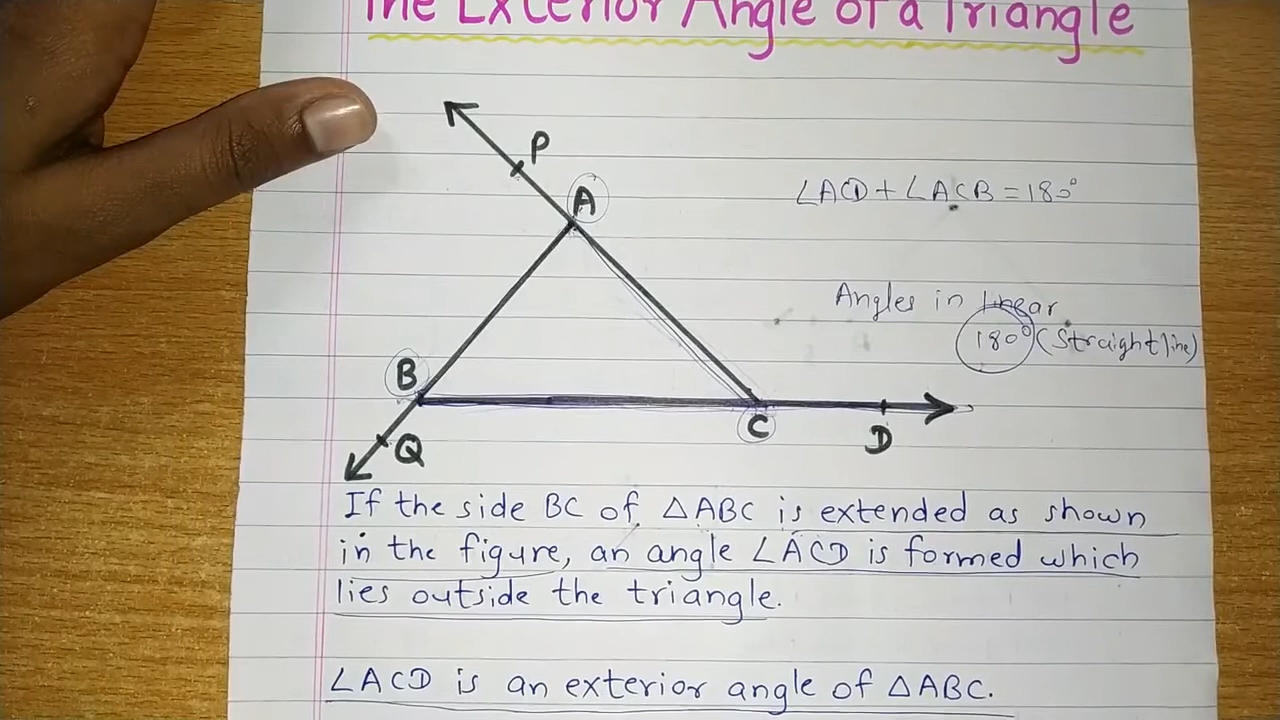 The Exterior Angle of a Triangle
P
A
∠ACD + ∠ACB = 180°
Angles in linear
180° (Straight line)
B
C
D
Q
If the side BC of △ABC is extended as shown
in the figure, an angle ∠ACD is formed which
lies outside the triangle.
∠ACD is an exterior angle of △ABC.